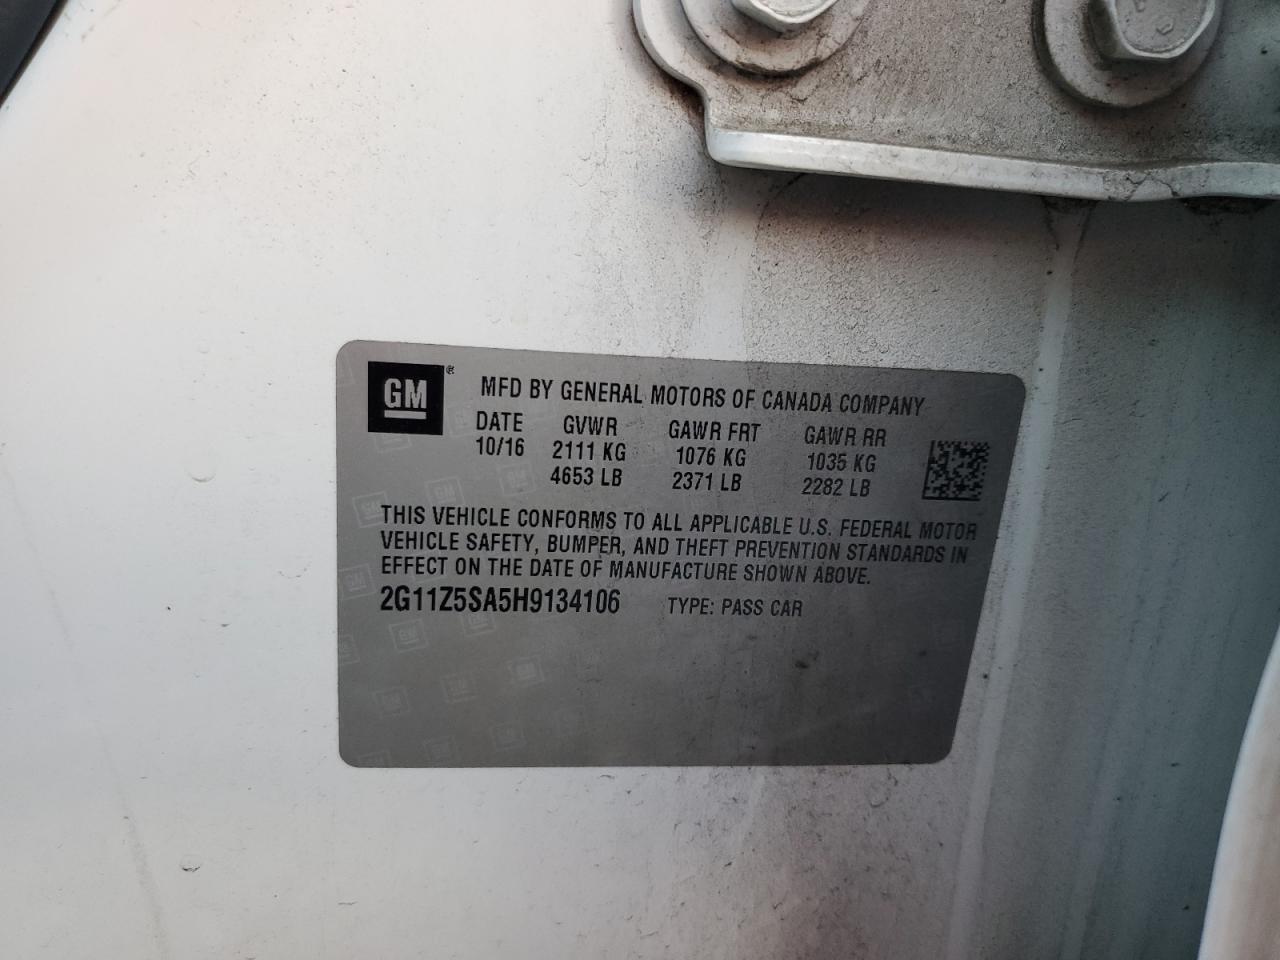 GM ®
MFD BY GENERAL MOTORS OF CANADA COMPANY
DATE GVWR GAWR FRT GAWR RR
10/16 2111 KG 1076 KG 1035 KG
4653 LB 2371 LB 2282 LB
THIS VEHICLE CONFORMS TO ALL APPLICABLE U.S. FEDERAL MOTOR
VEHICLE SAFETY, BUMPER, AND THEFT PREVENTION STANDARDS IN
EFFECT ON THE DATE OF MANUFACTURE SHOWN ABOVE.
2G11Z5SA5H9134106 TYPE: PASS CAR